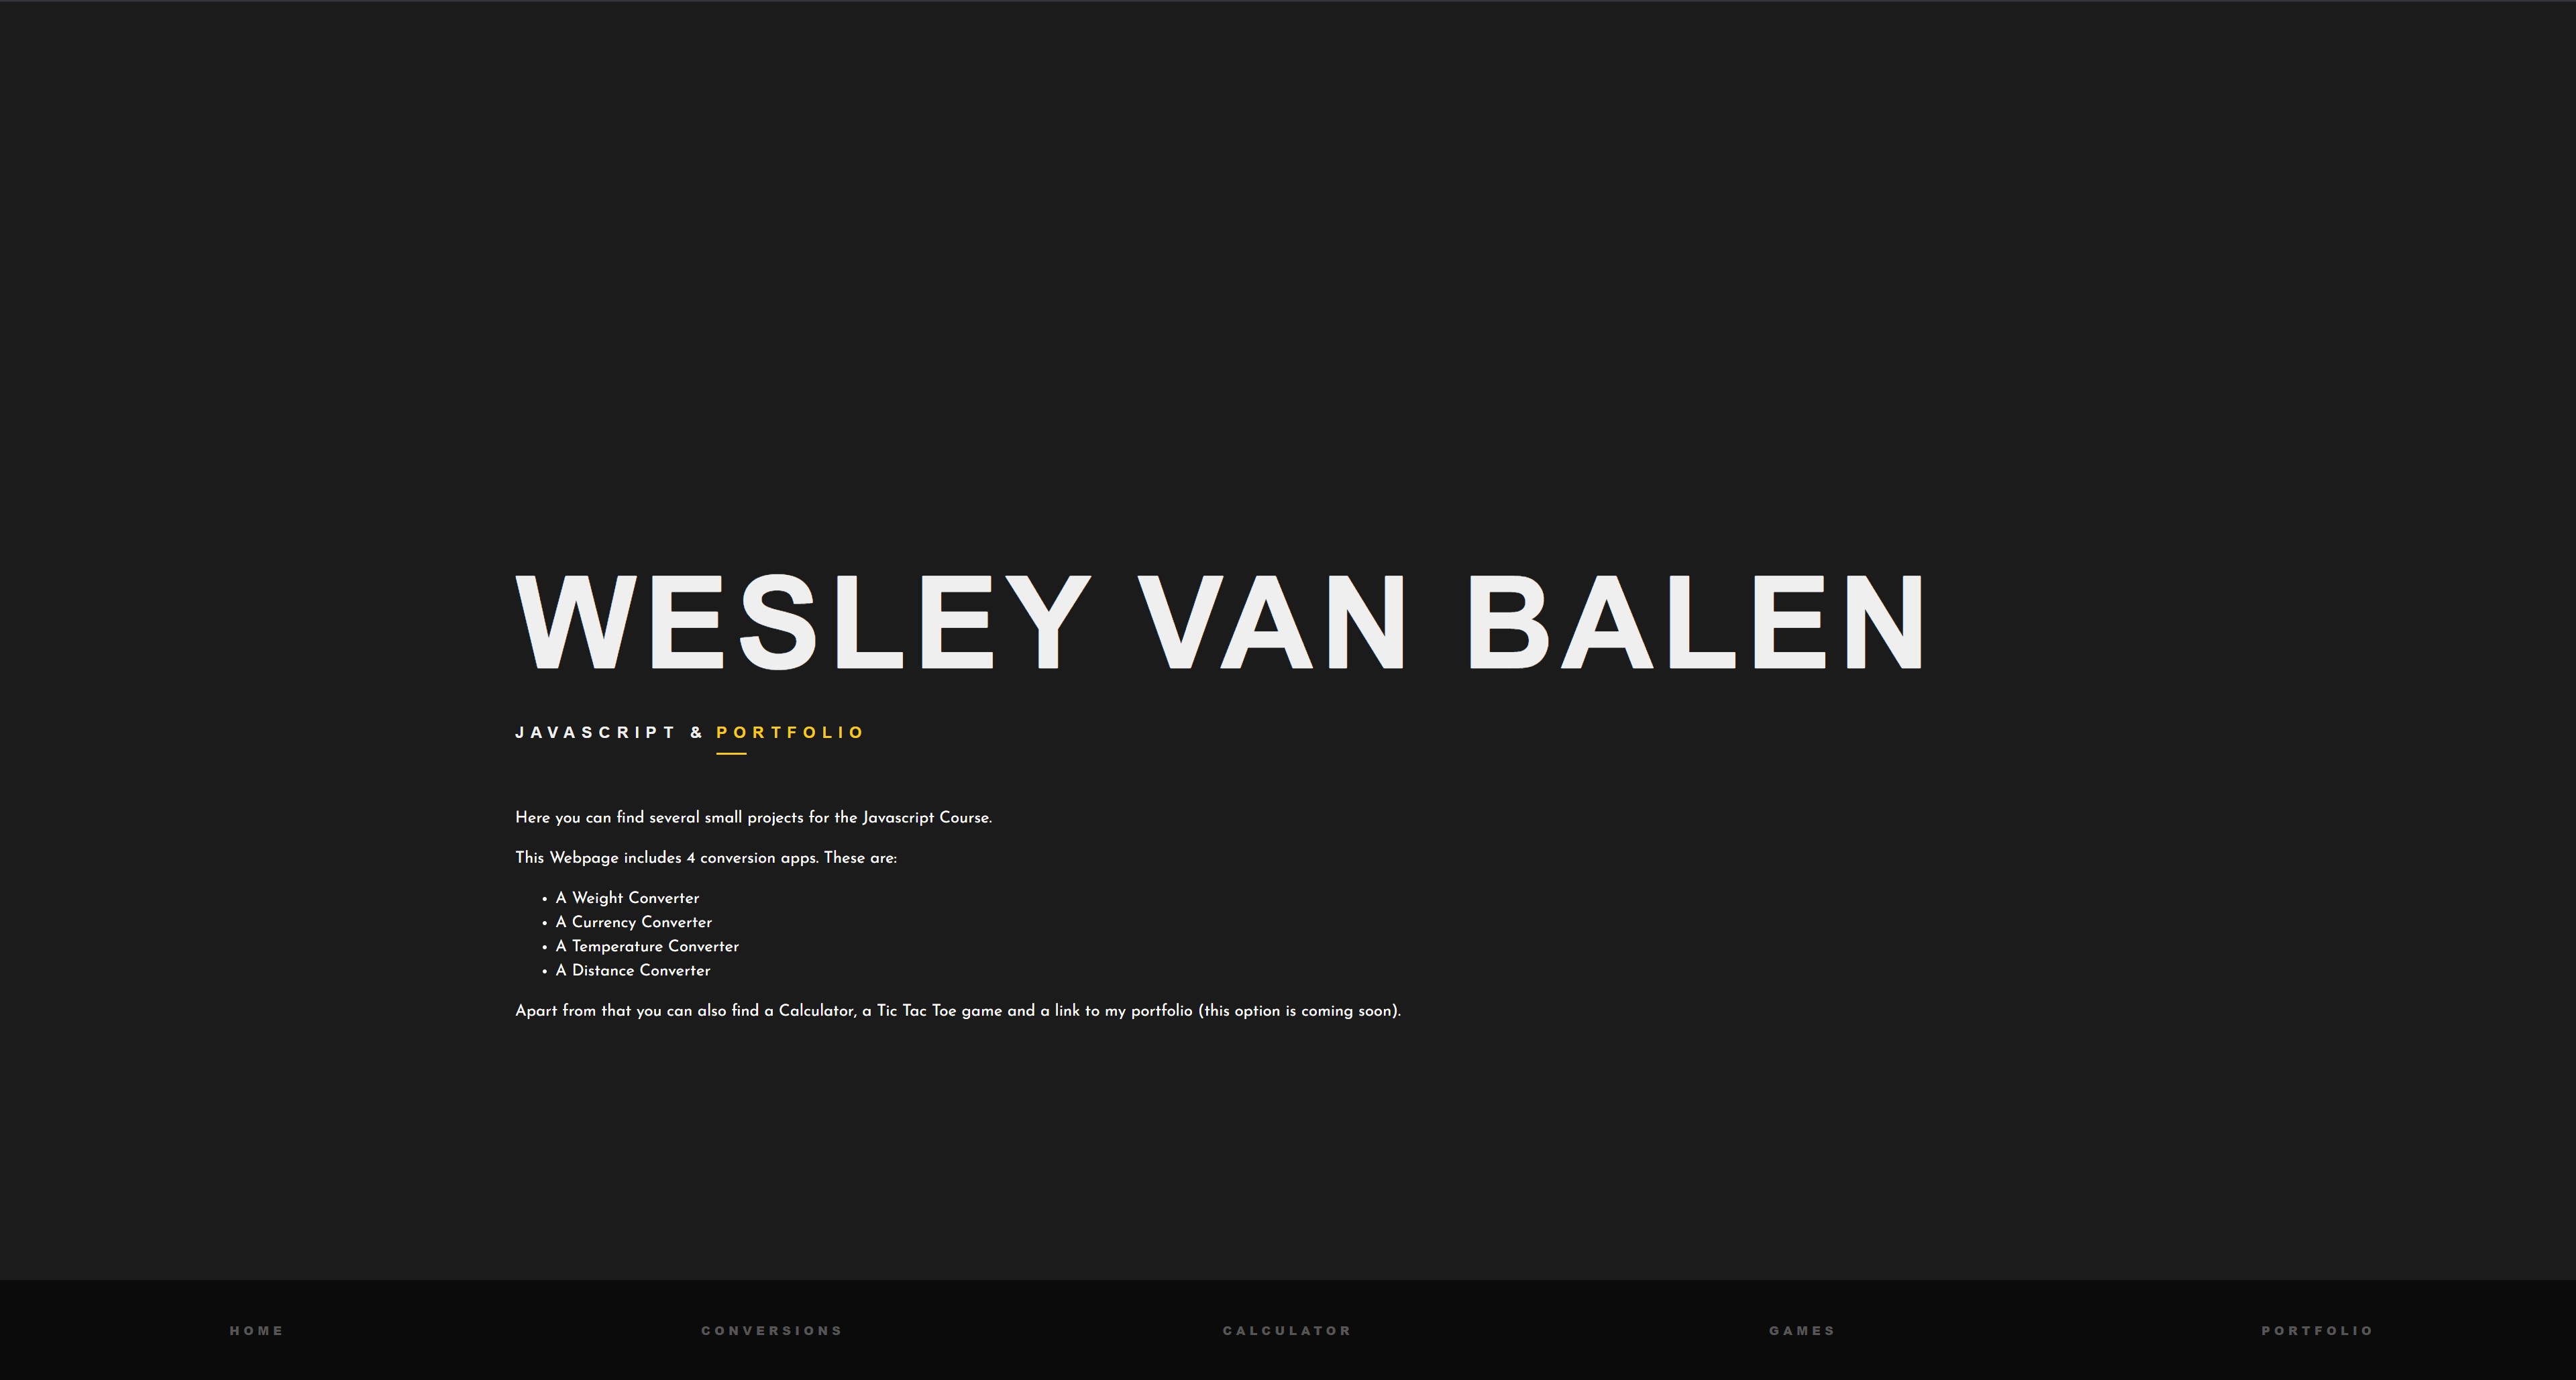 WESLEY VAN BALEN
JAVASCRIPT & PORTFOLIO
Here you can find several small projects for the Javascript Course.
This Webpage includes 4 conversion apps. These are:
• A Weight Converter
• A Currency Converter
• A Temperature Converter
• A Distance Converter
Apart from that you can also find a Calculator, a Tic Tac Toe game and a link to my portfolio (this option is coming soon).
HOME CONVERSIONS CALCULATOR GAMES PORTFOLIO